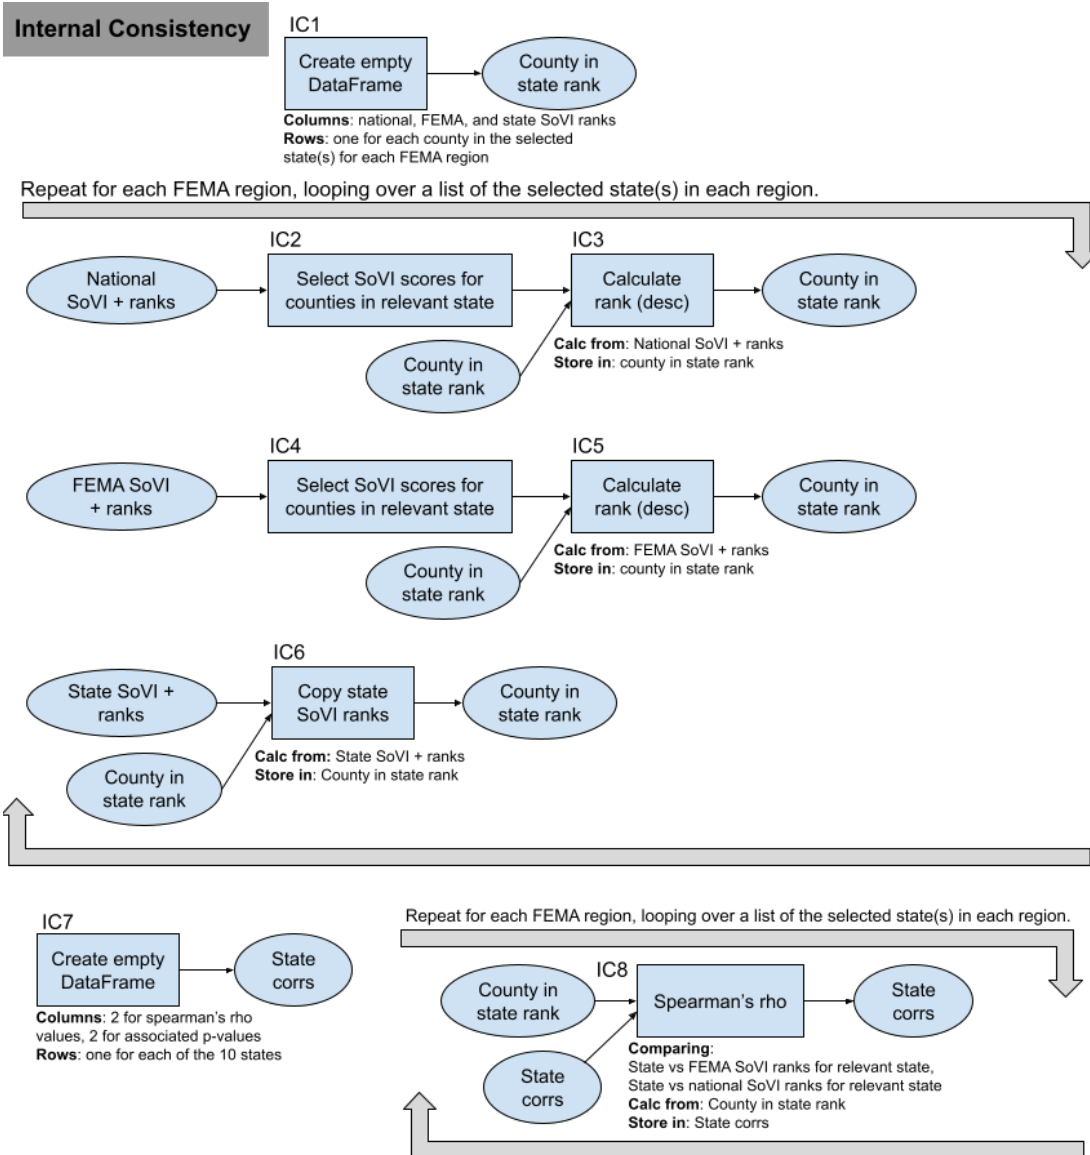 Internal Consistency
IC1
Create empty
DataFrame
County in
state rank
Columns: national, FEMA, and state SoVI ranks
Rows: one for each county in the selected
state(s) for each FEMA region
Repeat for each FEMA region, looping over a list of the selected state(s) in each region.
National
SoVI + ranks
IC2
Select SoVI scores for
counties in relevant state
County in
state rank
IC3
Calculate
rank (desc)
Calc from: National SoVI + ranks
Store in: county in state rank
County in
state rank
FEMA SoVI
+ ranks
IC4
Select SoVI scores for
counties in relevant state
County in
state rank
IC5
Calculate
rank (desc)
Calc from: FEMA SoVI + ranks
Store in: county in state rank
County in
state rank
State SoVI +
ranks
County in
state rank
IC6
Copy state
SoVI ranks
Calc from: State SoVI + ranks
Store in: County in state rank
County in
state rank
IC7
Create empty
DataFrame
State
corrs
Columns: 2 for spearman's rho
values, 2 for associated p-values
Rows: one for each of the 10 states
Repeat for each FEMA region, looping over a list of the selected state(s) in each region.
County in
state rank
State
corrs
IC8
Spearman's rho
Comparing:
State vs FEMA SoVI ranks for relevant state,
State vs national SoVI ranks for relevant state
Calc from: County in state rank
Store in: State corrs
State
corrs